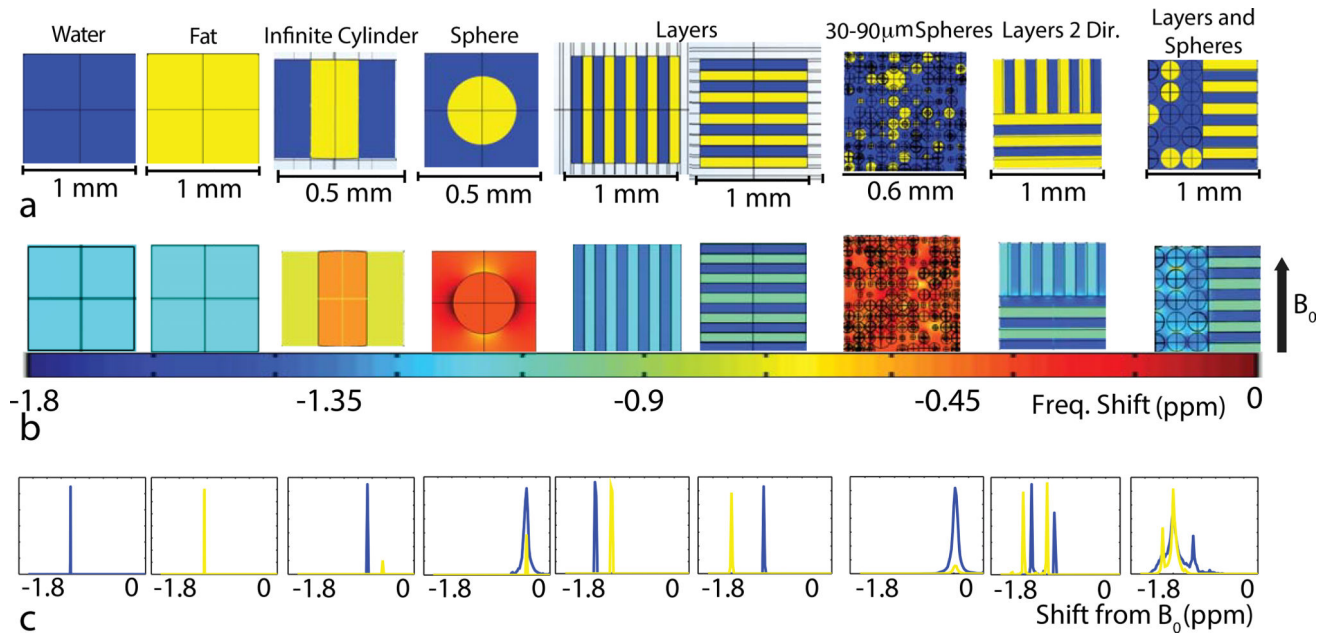 Water Fat Infinite Cylinder Sphere Layers 30-90μm Spheres Layers 2 Dir. Layers and
Spheres
1 mm 1 mm 0.5 mm 0.5 mm 1 mm 1 mm 0.6 mm 1 mm 1 mm
a
B0
-1.8 -1.35 -0.9 -0.45 Freq. Shift (ppm) 0
b
-1.8 0 -1.8 0 -1.8 0 -1.8 0 -1.8 0 -1.8 0 -1.8 0 -1.8 0 -1.8 0
c Shift from B0 (ppm)